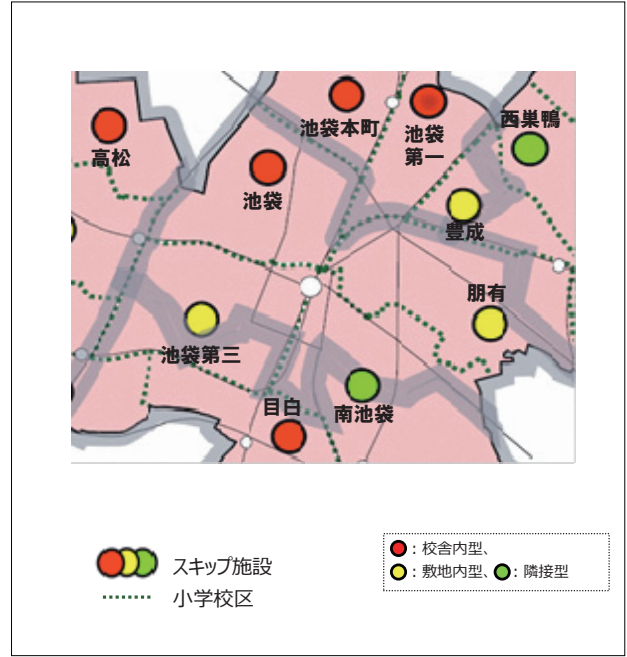 池袋本町
池袋
第一
西巣鴨
高松
池袋
豊成
朋有
池袋第三
目白
南池袋
スキップ施設
小学校区
：校舎内型、
：敷地内型、：隣接型